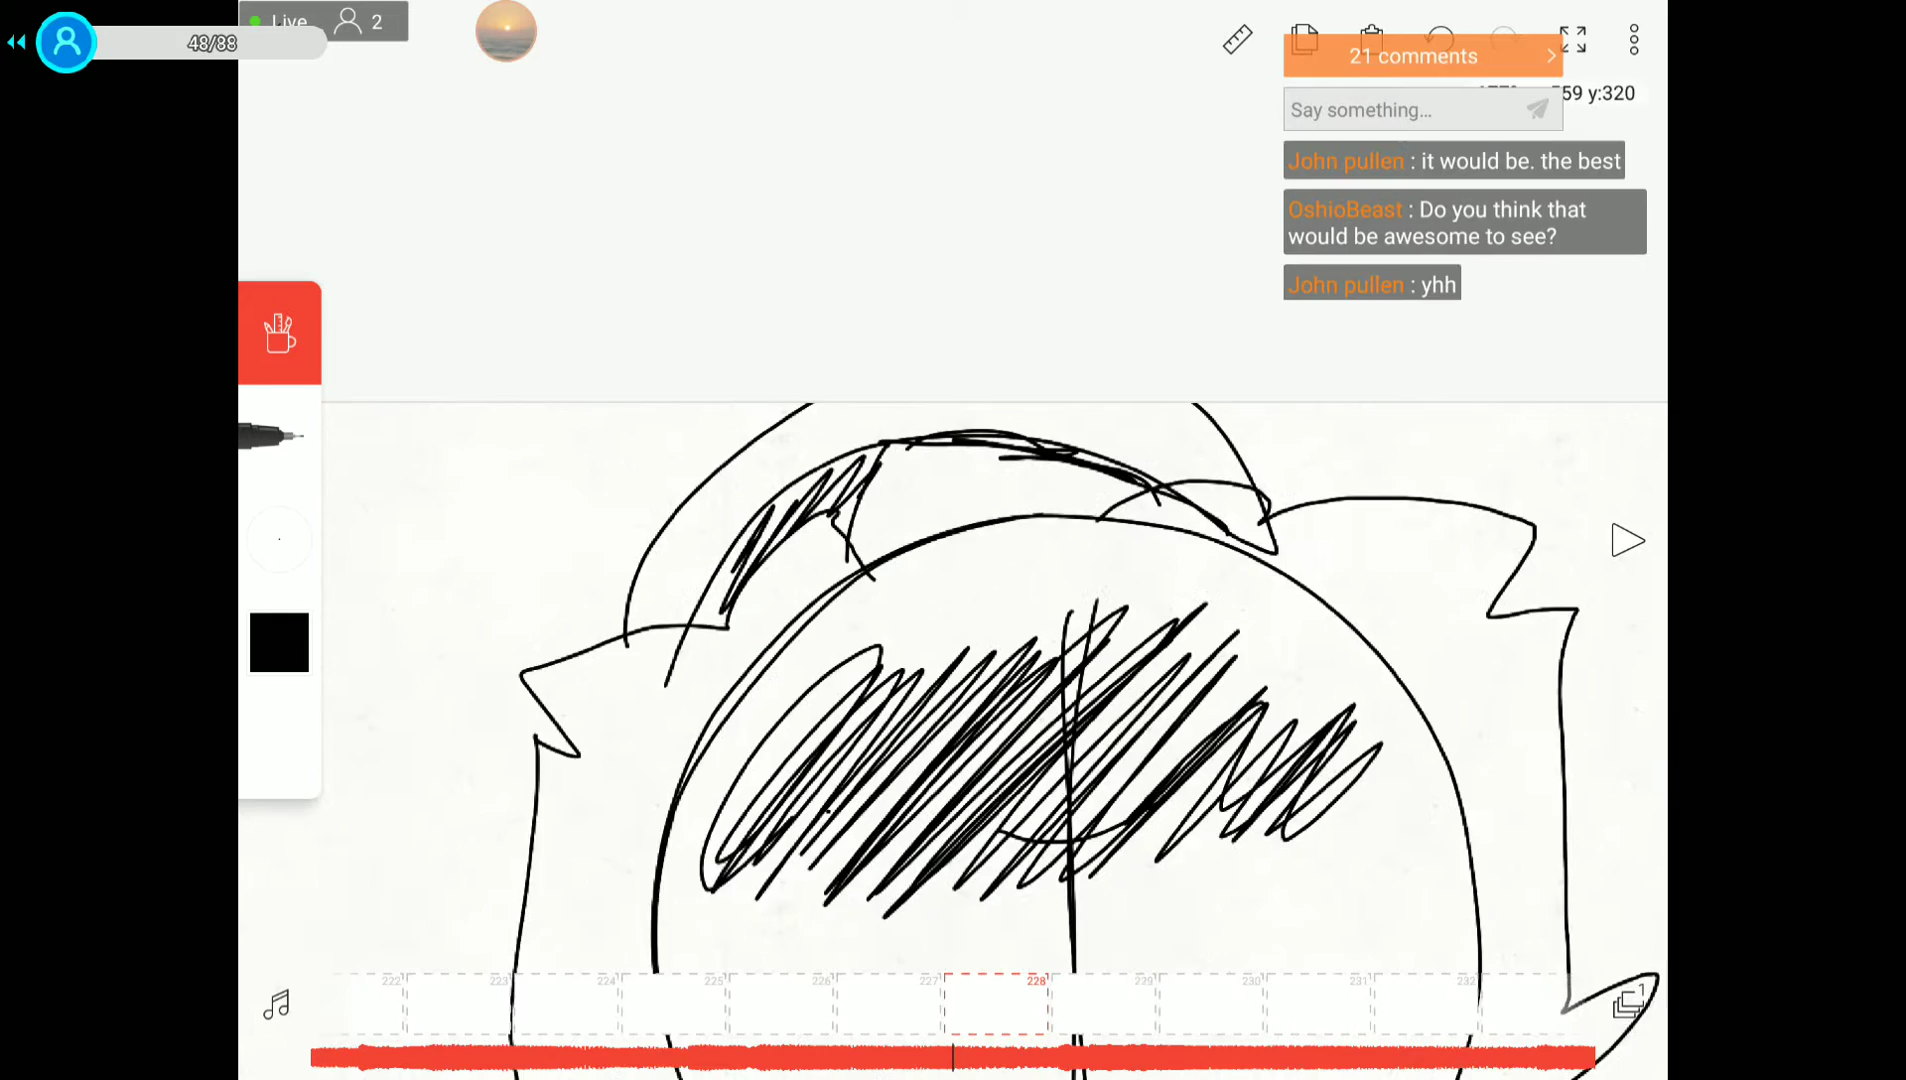 Live 2
48/88
21 comments
59 y:320
Say something...
John pullen : it would be. the best
OshioBeast : Do you think that
would be awesome to see?
John pullen : yhh
222 223 224 225 226 227 228 229 230 231 232
1